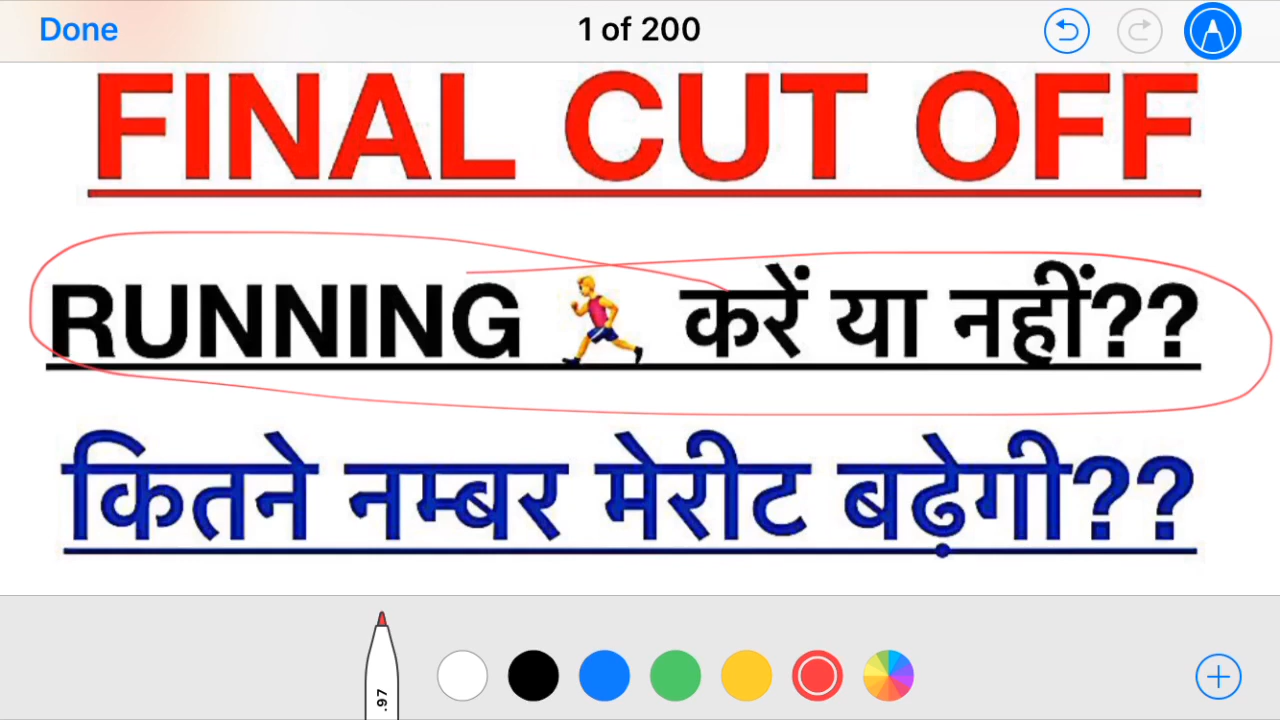 Done 1 of 200
FINAL CUT OFF
RUNNING 🏃 करें या नहीं??
कितने नम्बर मेरीट बढ़ेगी??
.97